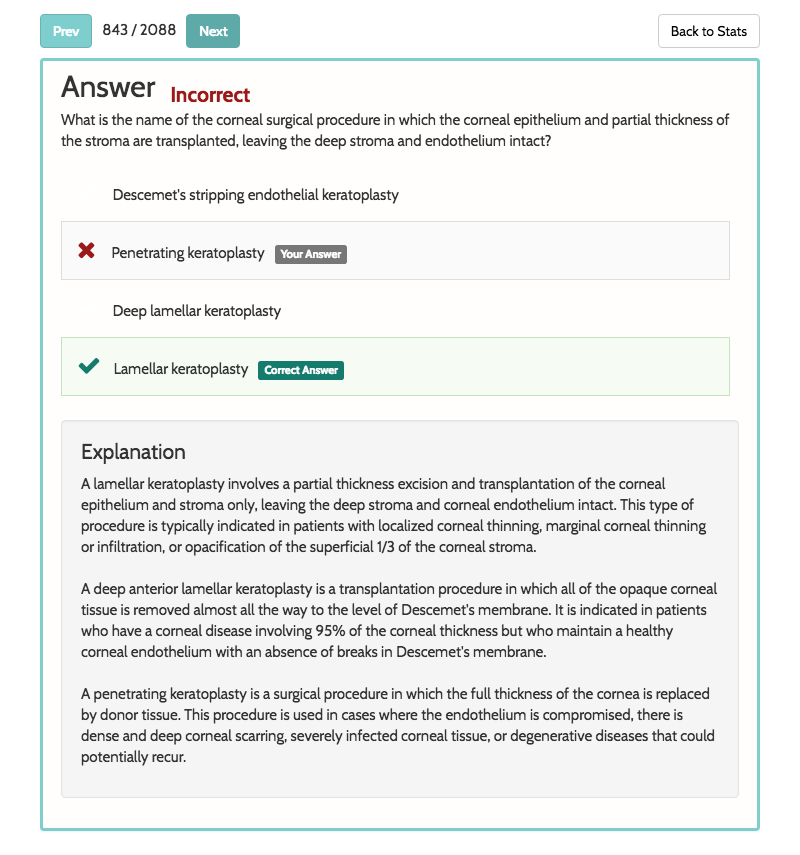 Prev 843 / 2088 Next Back to Stats
Answer Incorrect
What is the name of the corneal surgical procedure in which the corneal epithelium and partial thickness of
the stroma are transplanted, leaving the deep stroma and endothelium intact?
Descemet's stripping endothelial keratoplasty
Penetrating keratoplasty Your Answer
Deep lamellar keratoplasty
Lamellar keratoplasty Correct Answer
Explanation
A lamellar keratoplasty involves a partial thickness excision and transplantation of the corneal
epithelium and stroma only, leaving the deep stroma and corneal endothelium intact. This type of
procedure is typically indicated in patients with localized corneal thinning, marginal corneal thinning
or infiltration, or opacification of the superficial 1/3 of the corneal stroma.
A deep anterior lamellar keratoplasty is a transplantation procedure in which all of the opaque corneal
tissue is removed almost all the way to the level of Descemet's membrane. It is indicated in patients
who have a corneal disease involving 95% of the corneal thickness but who maintain a healthy
corneal endothelium with an absence of breaks in Descemet's membrane.
A penetrating keratoplasty is a surgical procedure in which the full thickness of the cornea is replaced
by donor tissue. This procedure is used in cases where the endothelium is compromised, there is
dense and deep corneal scarring, severely infected corneal tissue, or degenerative diseases that could
potentially recur.